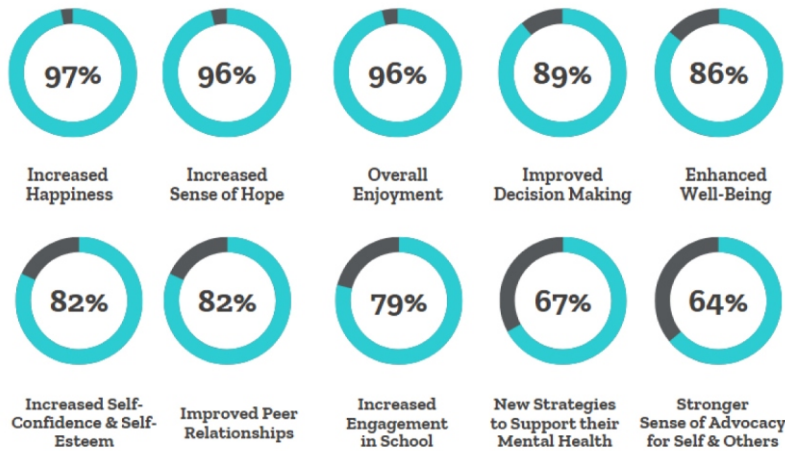 97%
96%
96%
89%
86%
Increased
Happiness
Increased
Sense of Hope
Overall
Enjoyment
Improved
Decision Making
Enhanced
Well-Being
82%
82%
79%
67%
64%
Increased Self-
Confidence & Self-
Esteem
Improved Peer
Relationships
Increased
Engagement
in School
New Strategies
to Support their
Mental Health
Stronger
Sense of Advocacy
for Self & Others